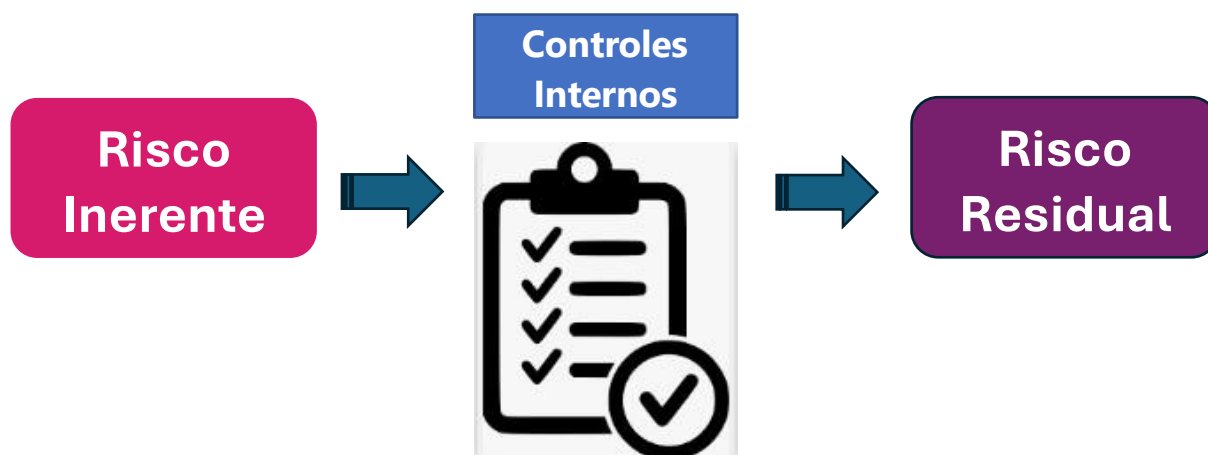 Controles
Internos
Risco
Inerente
Risco
Residual